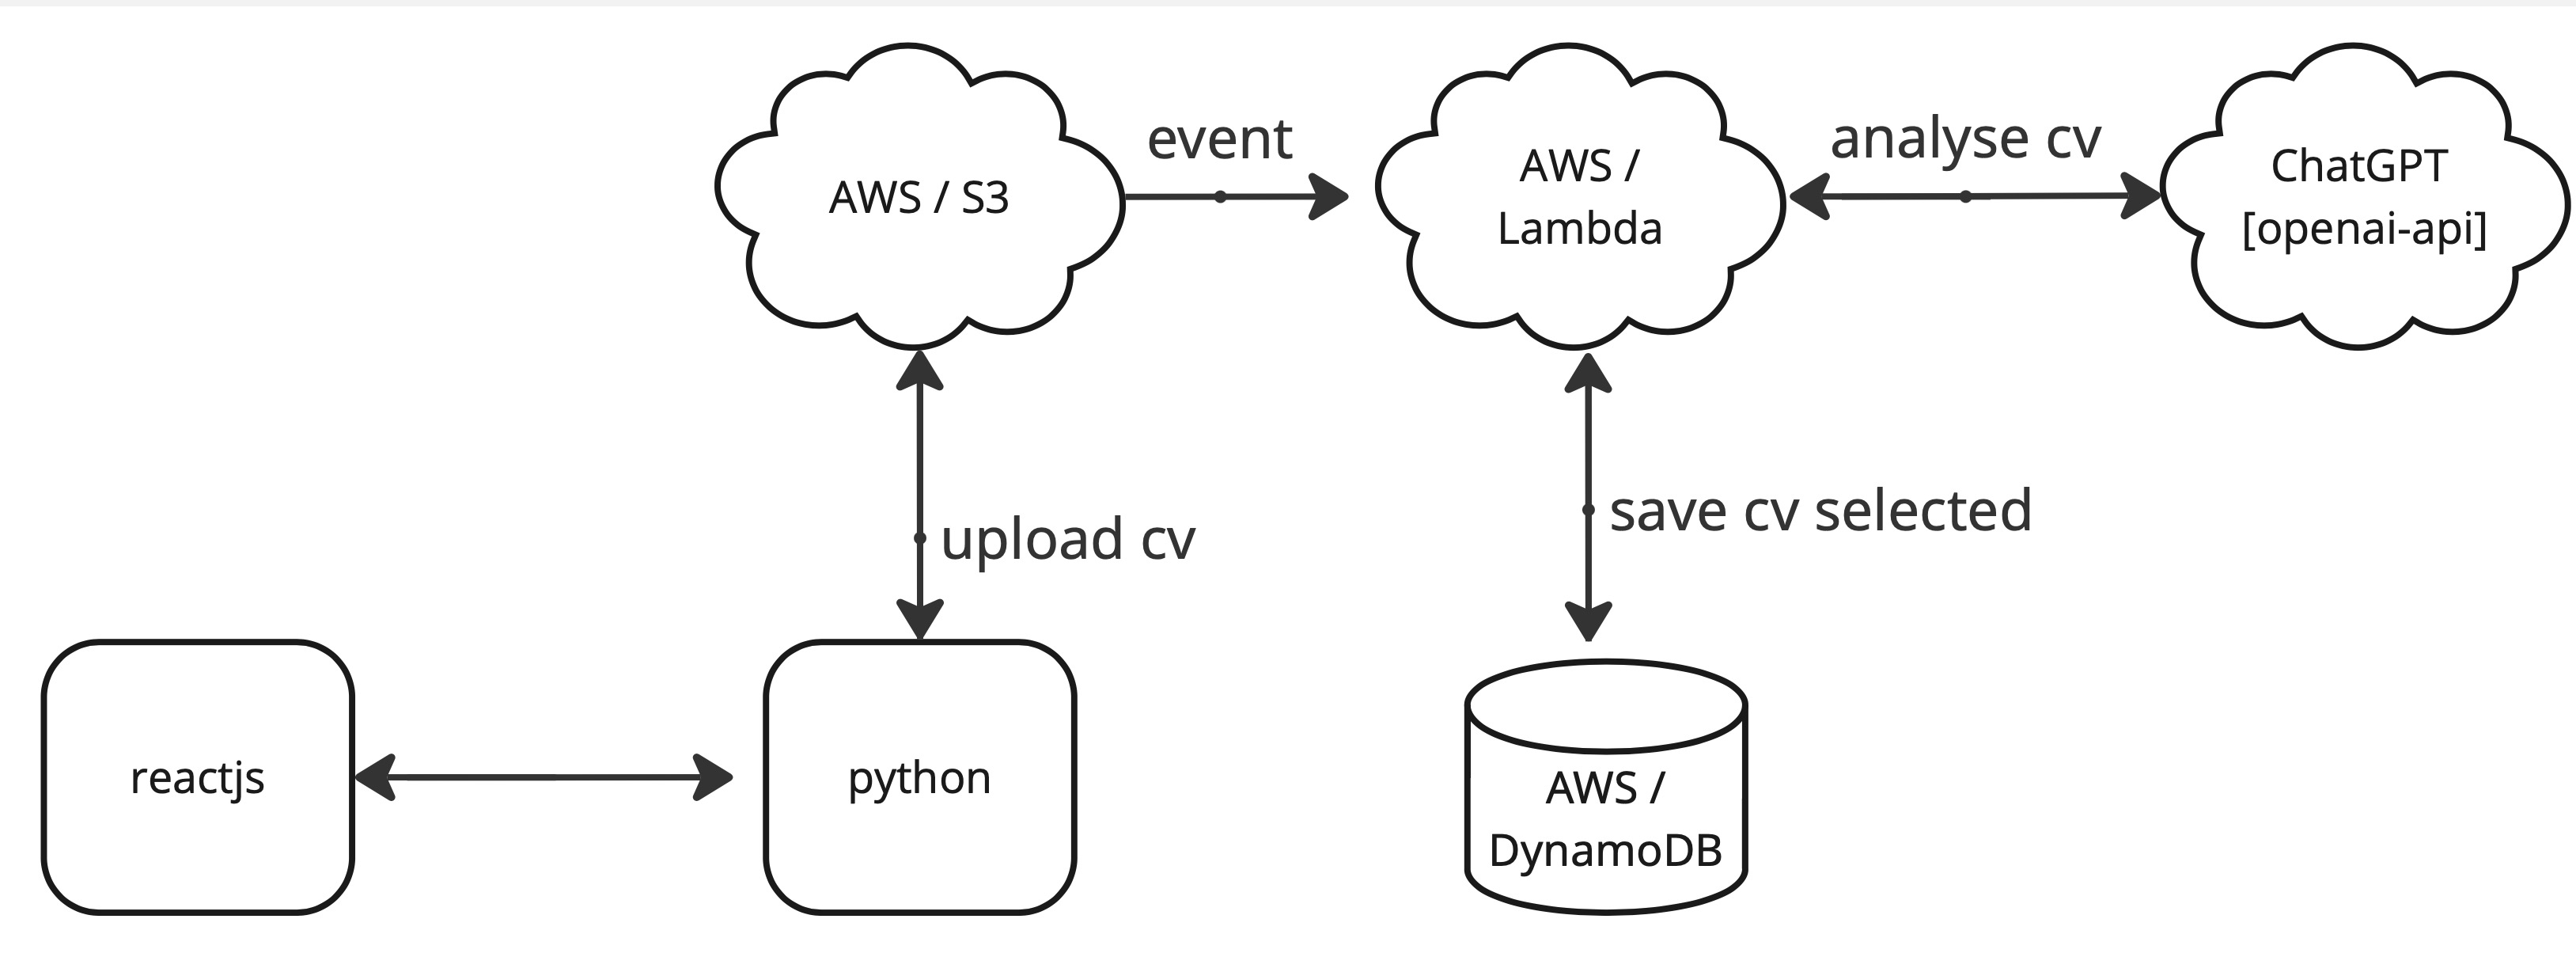 AWS / S3
event
AWS /
Lambda
analyse cv
ChatGPT
[openai-api]
upload cv
save cv selected
reactjs
python
AWS /
DynamoDB